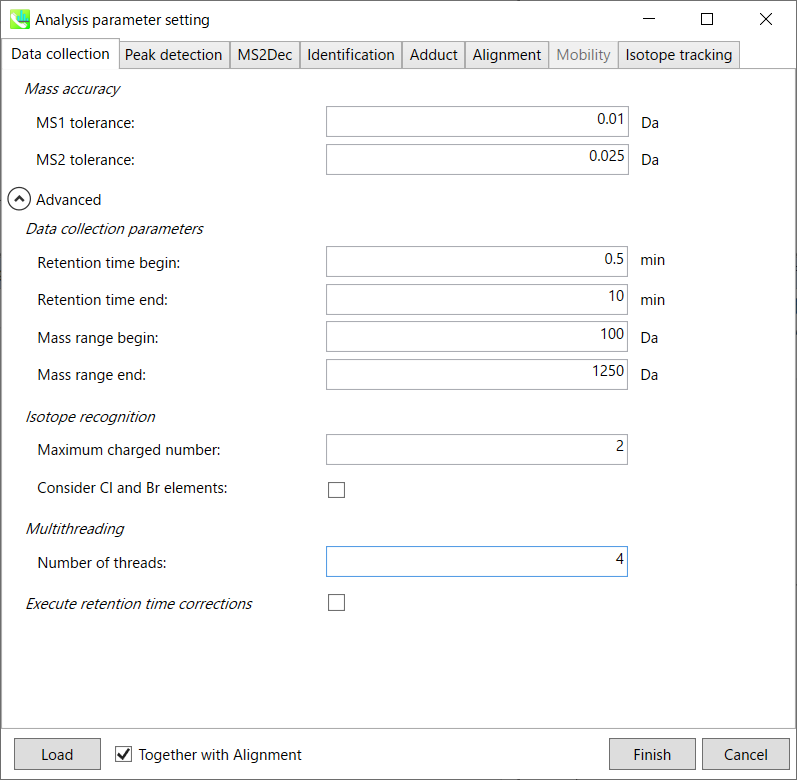 Analysis parameter setting
Data collection Peak detection MS2Dec Identification Adduct Alignment Mobility Isotope tracking
Mass accuracy
MS1 tolerance: 0.01 Da
MS2 tolerance: 0.025 Da
Advanced
Data collection parameters
Retention time begin: 0.5 min
Retention time end: 10 min
Mass range begin: 100 Da
Mass range end: 1250 Da
Isotope recognition
Maximum charged number: 2
Consider Cl and Br elements:
Multithreading
Number of threads: 4
Execute retention time corrections
Load Together with Alignment Finish Cancel